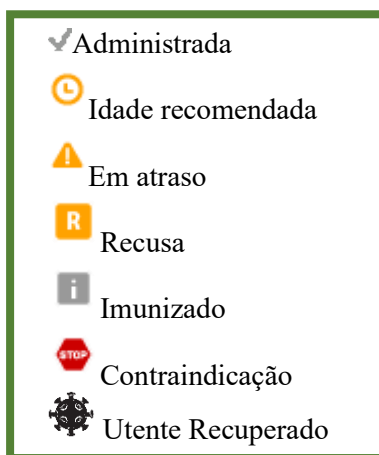 Administrada
Idade recomendada
Em atraso
R
Recusa
i
Imunizado
STOP
Contraindicação
Utente Recuperado